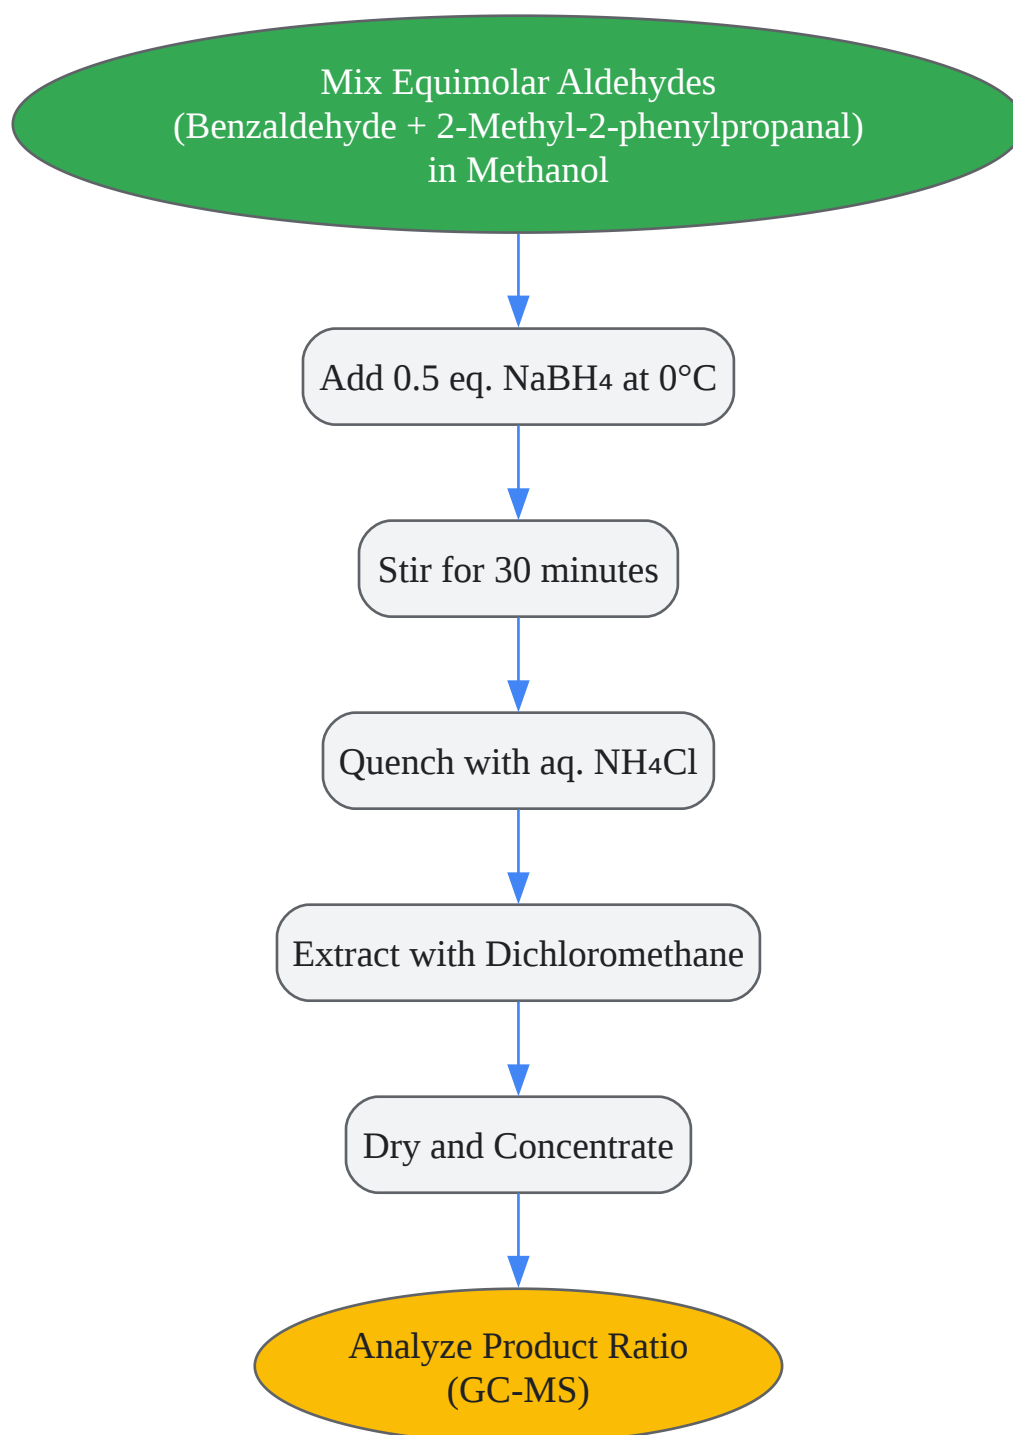 Mix Equimolar Aldehydes
(Benzaldehyde + 2-Methyl-2-phenylpropanal)
in Methanol
Add 0.5 eq. NaBH₄ at 0°C
Stir for 30 minutes
Quench with aq. NH₄Cl
Extract with Dichloromethane
Dry and Concentrate
Analyze Product Ratio
(GC-MS)